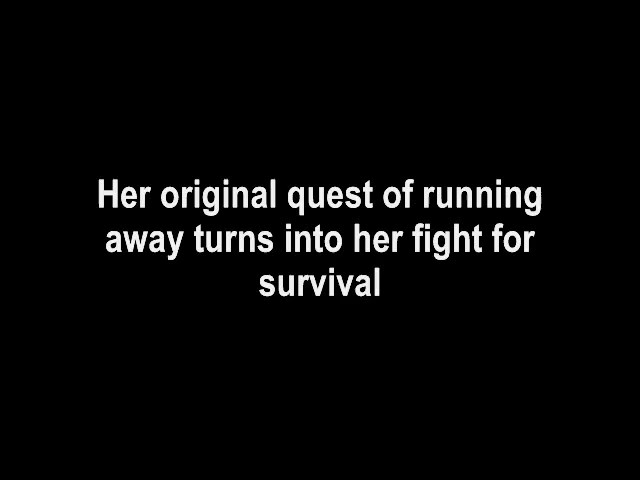 Her original quest of running
away turns into her fight for
survival